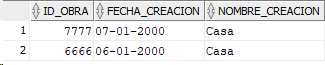 ID_OBRA FECHA_CREACION NOMBRE_CREACION
1 7777 07-01-2000 Casa
2 6666 06-01-2000 Casa